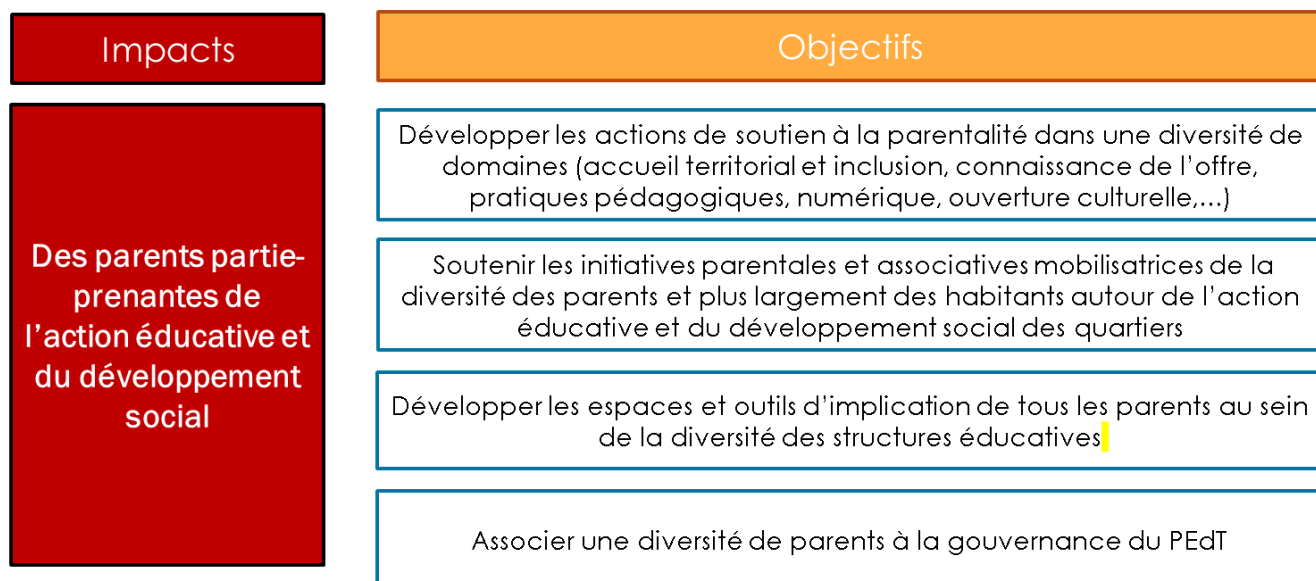 Impacts
Objectifs
Des parents partie-
prenantes de
l'action éducative et
du développement
social
Développer les actions de soutien à la parentalité dans une diversité de
domaines (accueil territorial et inclusion, connaissance de l'offre,
pratiques pédagogiques, numérique, ouverture culturelle,…)
Soutenir les initiatives parentales et associatives mobilisatrices de la
diversité des parents et plus largement des habitants autour de l'action
éducative et du développement social des quartiers
Développer les espaces et outils d'implication de tous les parents au sein
de la diversité des structures éducatives
Associer une diversité de parents à la gouvernance du PEdT